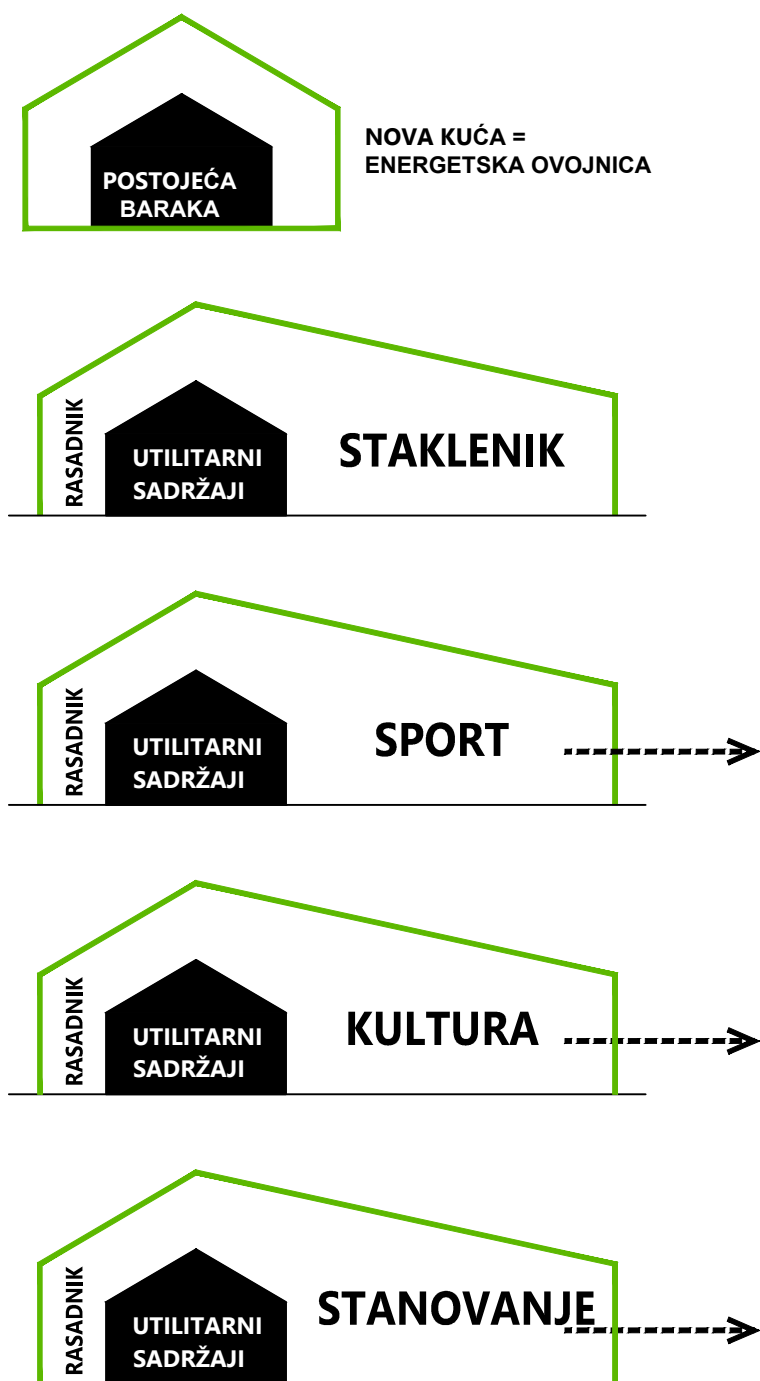 NOVA KUĆA =
ENERGETSKA OVOJNICA
POSTOJEĆA
BARAKA
RASADNIK
UTILITARNI
SADRŽAJI
STAKLENIK
RASADNIK
UTILITARNI
SADRŽAJI
SPORT
RASADNIK
UTILITARNI
SADRŽAJI
KULTURA
RASADNIK
UTILITARNI
SADRŽAJI
STANOVANJE